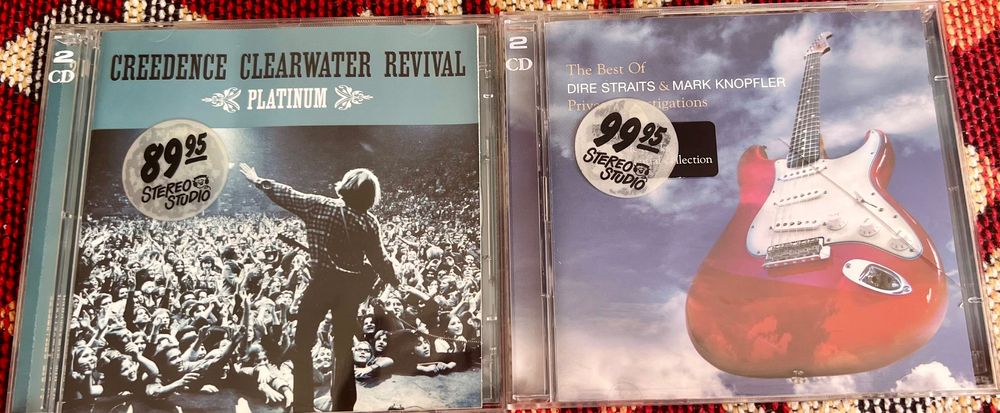 2
CD
CREEDENCE CLEARWATER REVIVAL
PLATINUM
89.95
STEREO
STUDIO
2
CD
The Best Of
DIRE STRAITS & MARK KNOPFLER
99.95
STEREO
STUDIO
collection